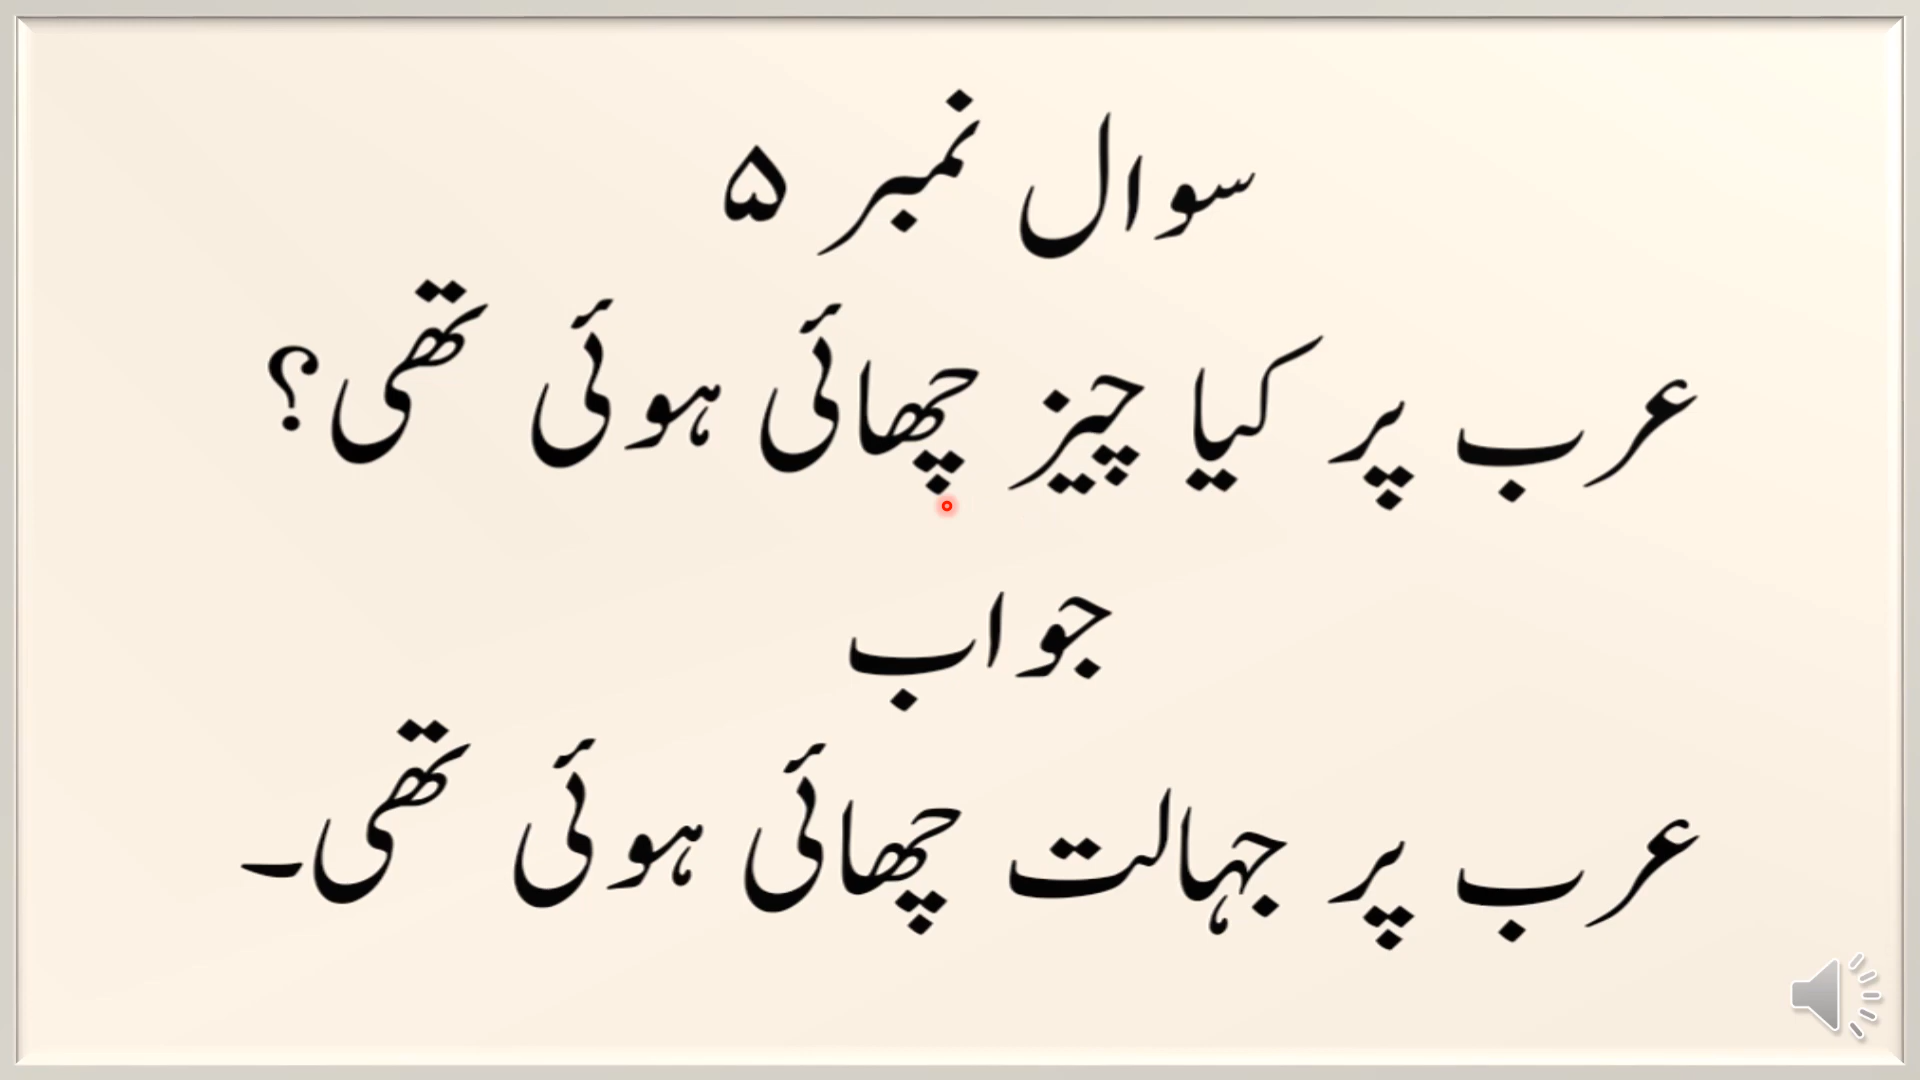 سوال نمبر ۵
عرب پر کیا چیز چھائی ہوئی تھی؟
جواب
عرب پر جہالت چھائی ہوئی تھی۔